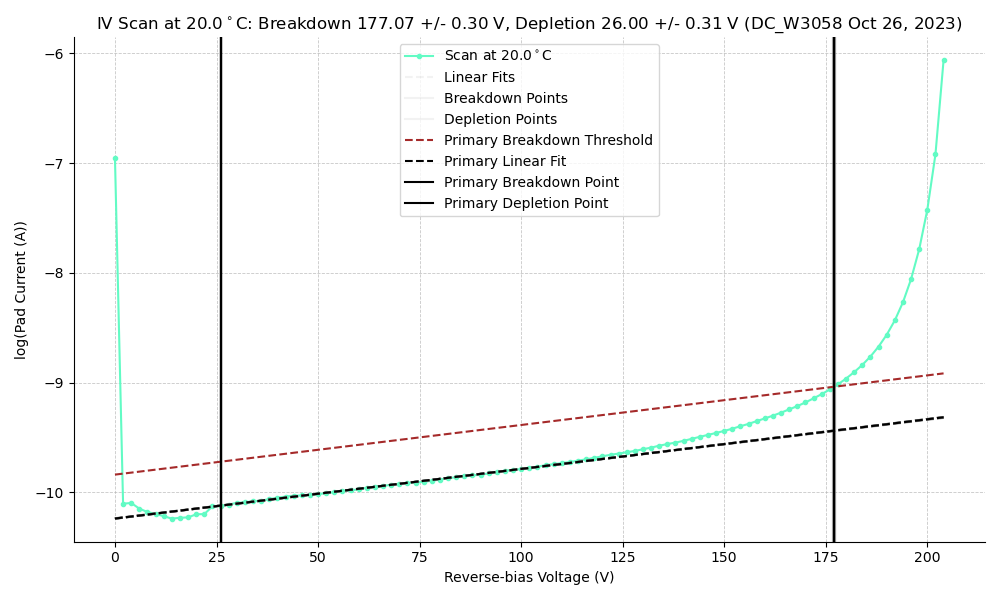 IV Scan at 20.0°C: Breakdown 177.07 +/- 0.30 V, Depletion 26.00 +/- 0.31 V (DC_W3058 Oct 26, 2023)
Scan at 20.0°C
Linear Fits
Breakdown Points
Depletion Points
Primary Breakdown Threshold
Primary Linear Fit
Primary Breakdown Point
Primary Depletion Point
log(Pad Current (A))
−6
−7
−8
−9
−10
0
25
50
75
100
125
150
175
200
Reverse-bias Voltage (V)